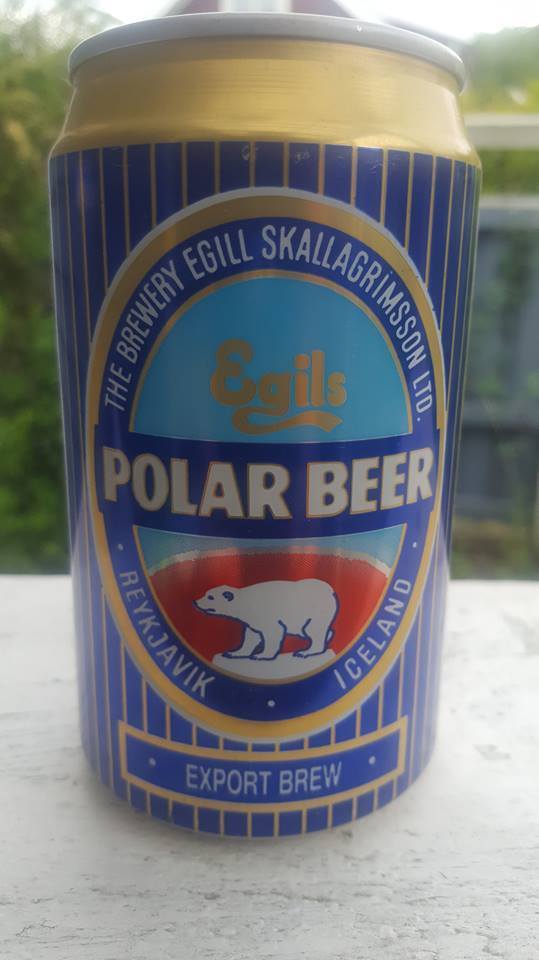 THE BREWERY EGILL SKALLAGRÍMSSON LTD.
Egils
POLAR BEER
REYKJAVIK • ICELAND
EXPORT BREW